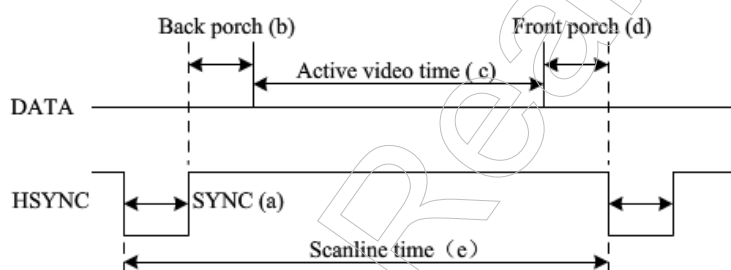 Back porch (b)
Front porch (d)
Active video time ( c)
DATA
HSYNC
SYNC (a)
Scanline time（e）